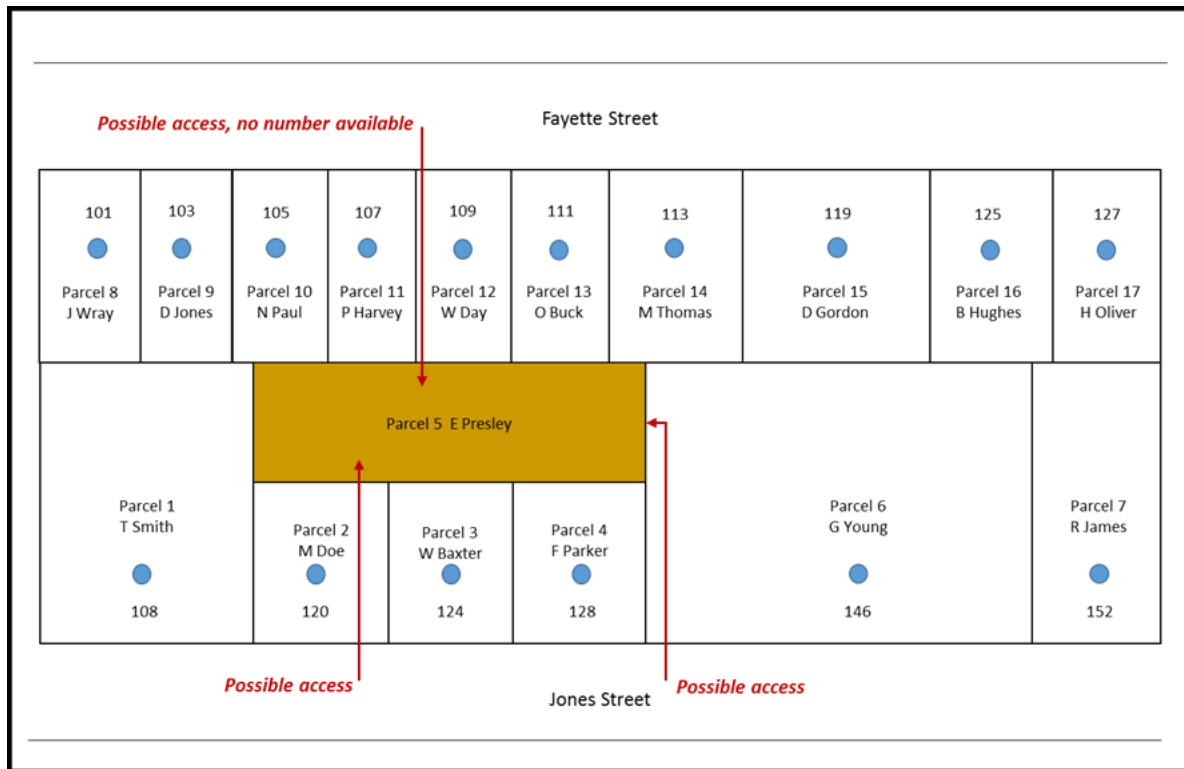 Fayette Street
Possible access, no number available
101 103 105 107 109 111 113 119 125 127
Parcel 8 Parcel 9 Parcel 10 Parcel 11 Parcel 12 Parcel 13 Parcel 14 Parcel 15 Parcel 16 Parcel 17
J Wray D Jones N Paul P Harvey W Day O Buck M Thomas D Gordon B Hughes H Oliver
Parcel 5 E Presley
Parcel 1
T Smith
108
Parcel 2
M Doe
120
Parcel 3
W Baxter
124
Parcel 4
F Parker
128
Parcel 6
G Young
146
Parcel 7
R James
152
Possible access
Possible access
Jones Street